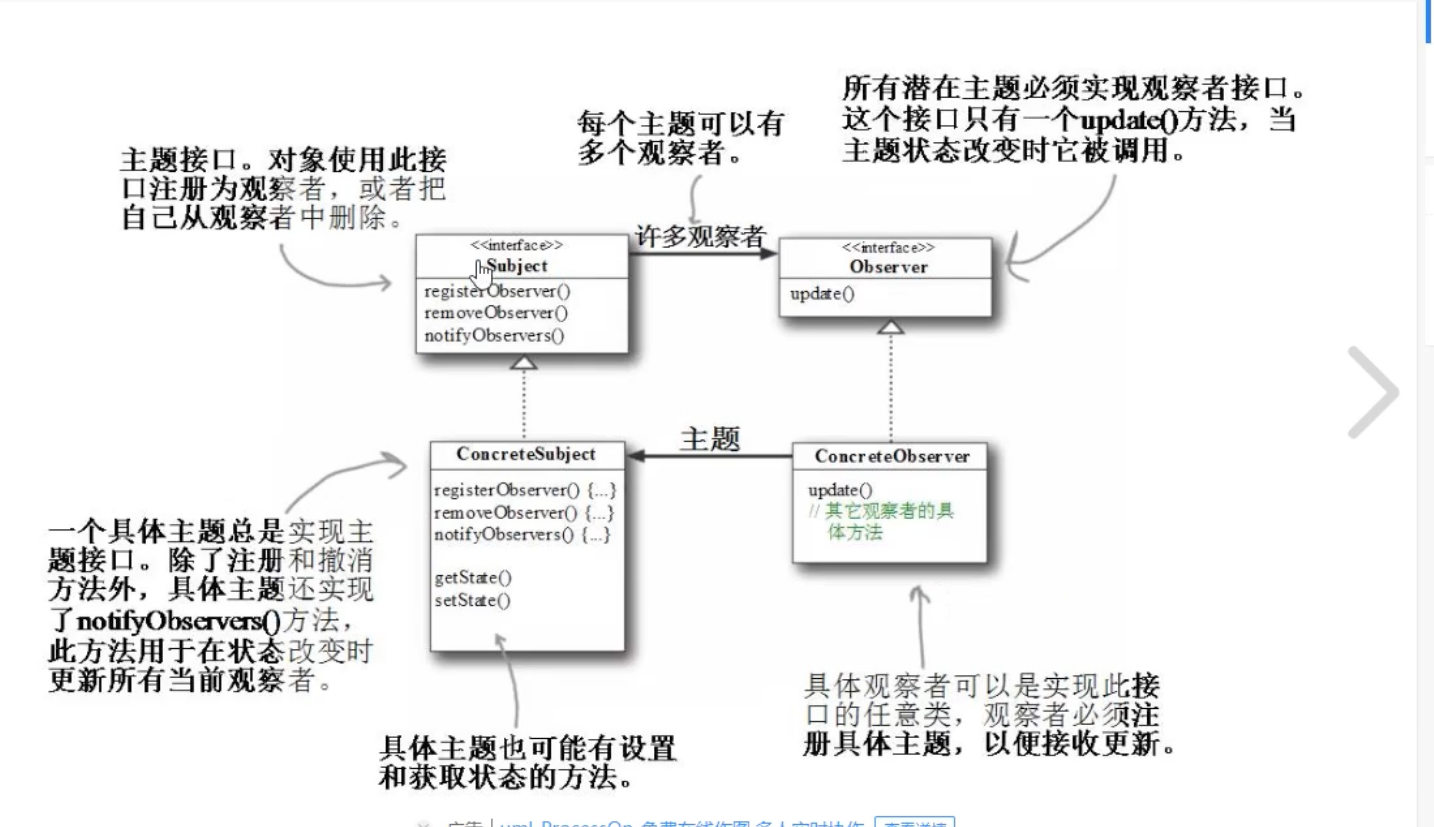 所有潜在主题必须实现观察者接口。
这个接口只有一个update()方法，当
主题状态改变时它被调用。
每个主题可以有
多个观察者。
主题接口。对象使用此接
口注册为观察者，或者把
自己从观察者中删除。
许多观察者
<<interface>>
Subject
registerObserver()
removeObserver()
notifyObservers()
<<interface>>
Observer
update()
主题
ConcreteSubject
registerObserver() {...}
removeObserver() {...}
notifyObservers() {...}
getState()
setState()
ConcreteObserver
update()
// 其它观察者的具
体方法
一个具体主题总是实现主
题接口。除了注册和撤消
方法外，具体主题还实现
了notifyObservers()方法，
此方法用于在状态改变时
更新所有当前观察者。
具体观察者可以是实现此接
口的任意类，观察者必须注
册具体主题，以便接收更新。
具体主题也可能有设置
和获取状态的方法。